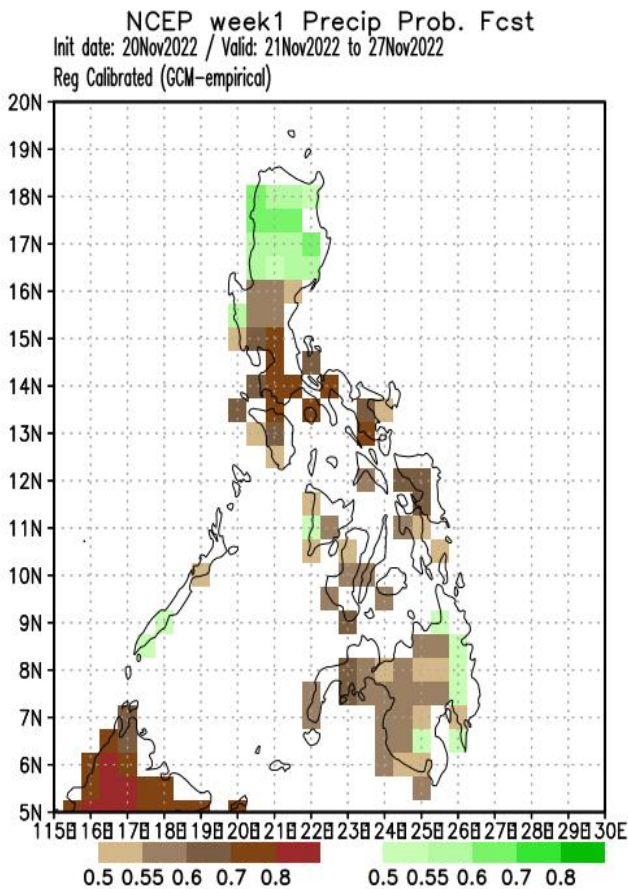 NCEP week1 Precip Prob. Fcst
Init date: 20Nov2022 / Valid: 21Nov2022 to 27Nov2022
Reg Calibrated (GCM-empirical)
20N
19N
18N
17N
16N
15N
14N
13N
12N
11N
10N
9N
8N
7N
6N
5N
115E 116E 117E 118E 119E 120E 121E 122E 123E 124E 125E 126E 127E 128E 129E 130E
0.5 0.55 0.6 0.7 0.8 0.5 0.55 0.6 0.7 0.8